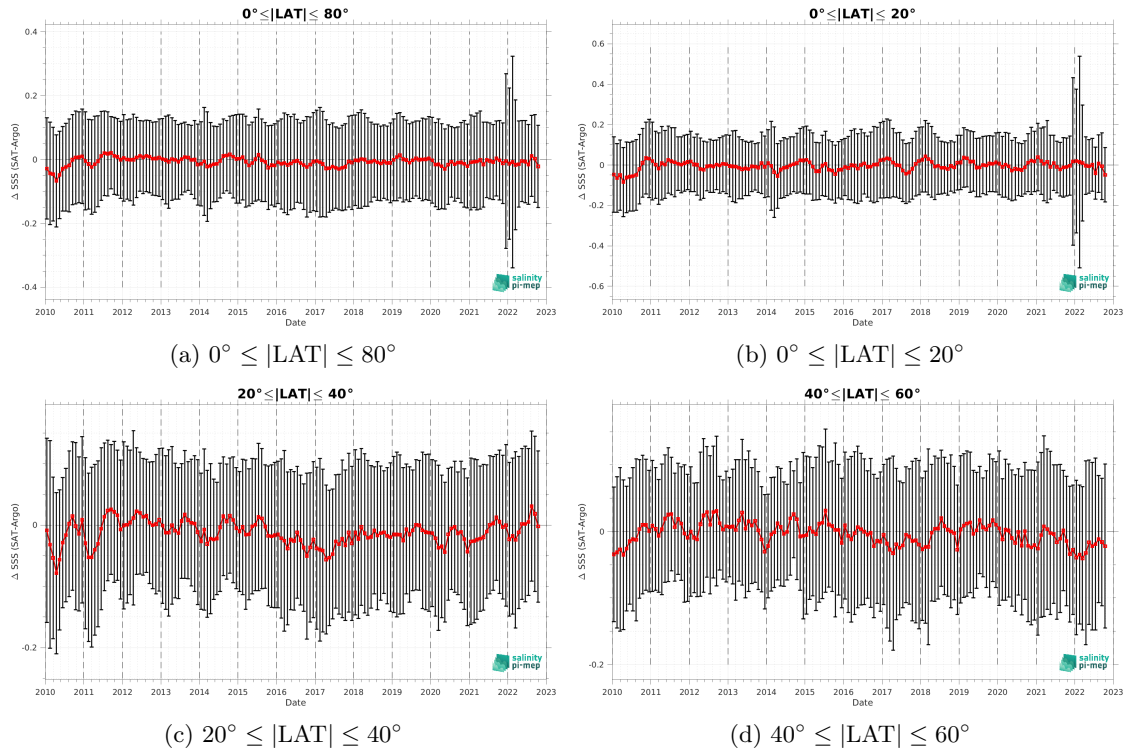 0°≤|LAT|≤ 80°
Δ SSS (SAT-Argo)
0.4
0.2
0
-0.2
-0.4
2010 2011 2012 2013 2014 2015 2016 2017 2018 2019 2020 2021 2022 2023
Date
salinity
pi-mep
(a) 0° ≤ |LAT| ≤ 80°
0°≤|LAT|≤ 20°
Δ SSS (SAT-Argo)
0.6
0.4
0.2
0.0
-0.2
-0.4
-0.6
2010 2011 2012 2013 2014 2015 2016 2017 2018 2019 2020 2021 2022 2023
Date
salinity
pi-mep
(b) 0° ≤ |LAT| ≤ 20°
20°≤|LAT|≤ 40°
Δ SSS (SAT-Argo)
0
-0.2
2010 2011 2012 2013 2014 2015 2016 2017 2018 2019 2020 2021 2022 2023
Date
salinity
pi-mep
(c) 20° ≤ |LAT| ≤ 40°
40°≤|LAT|≤ 60°
Δ SSS (SAT-Argo)
0
-0.2
2010 2011 2012 2013 2014 2015 2016 2017 2018 2019 2020 2021 2022 2023
Date
salinity
pi-mep
(d) 40° ≤ |LAT| ≤ 60°